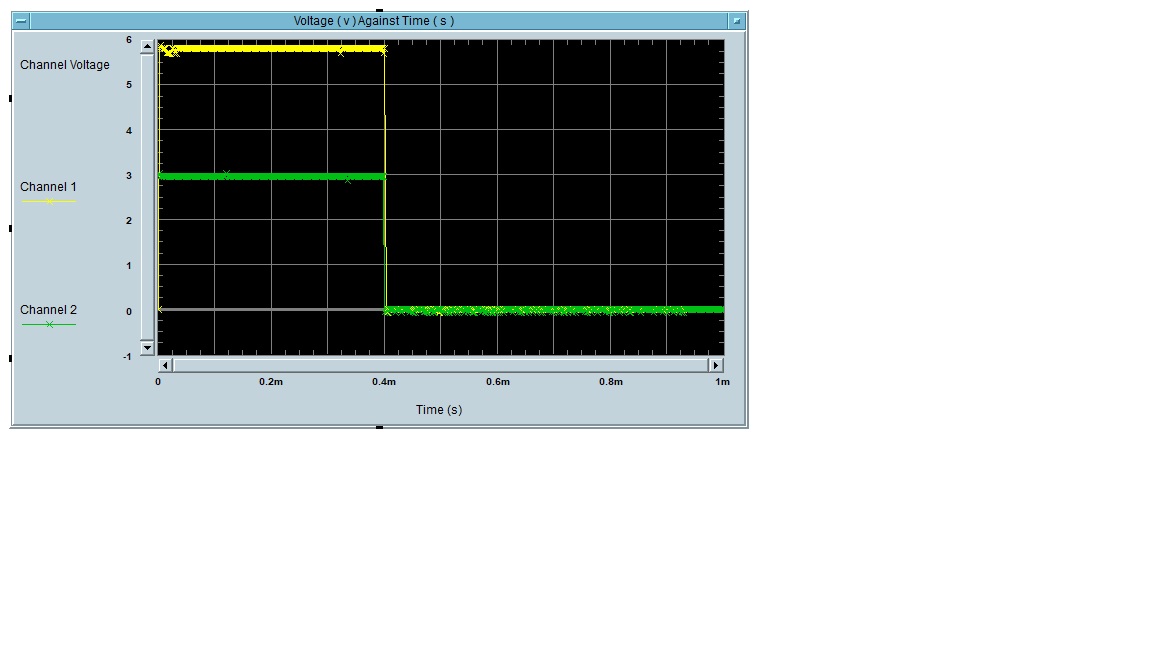 Voltage ( v ) Against Time ( s )
Channel Voltage
Channel 1
Channel 2
6
5
4
3
2
1
0
-1
0 0.2m 0.4m 0.6m 0.8m 1m
Time (s)